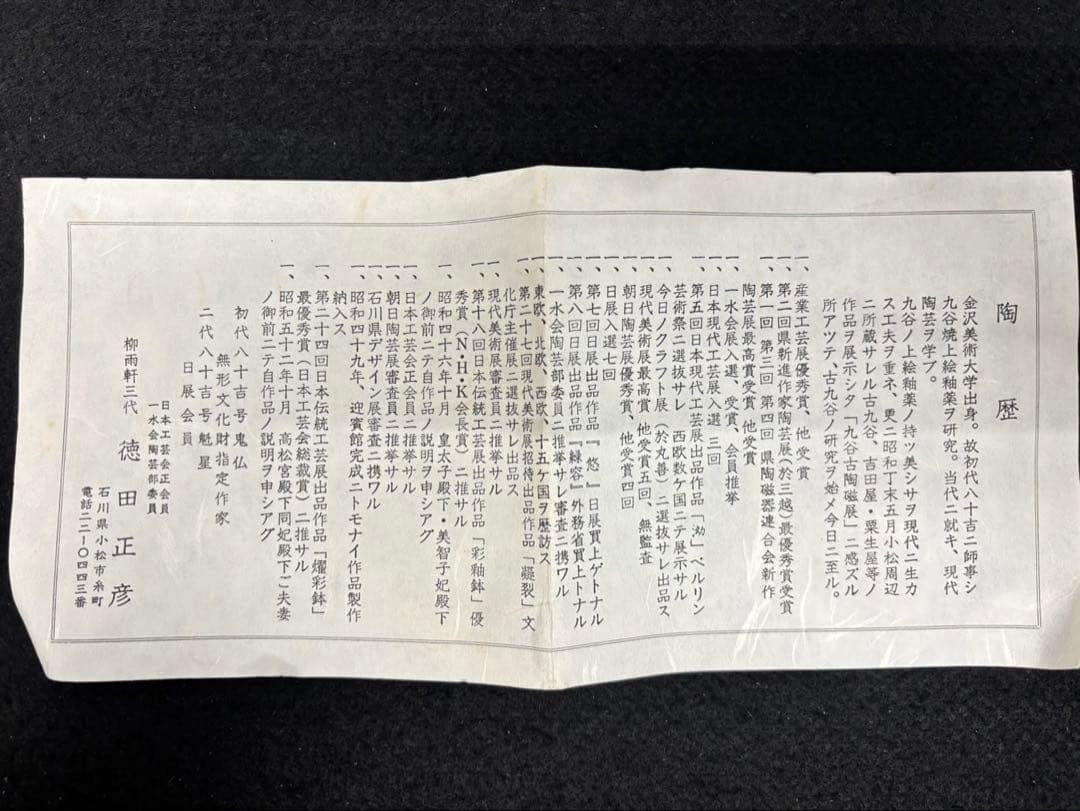 陶歴
金沢美術大学出身。故初代八十吉ニ師事シ
九谷焼上絵釉薬ヲ研究。当代ニ就キ、現代
陶芸ヲ学ブ。
九谷ノ上絵釉薬ノ持ツ美シサヲ現代ニ生カ
ス工夫ヲ重ネ、更ニ昭和丁末五月小松周辺
ニ所蔵サレル古九谷、吉田屋・粟生屋等ノ
作品ヲ展示シタ「九谷古陶磁展」ニ感ズル
所アツテ、古九谷ノ研究ヲ始メ今日ニ至ル。
一、産業工芸展優秀賞、他受賞
一、第二回県新進作家陶芸展(於三越)最優秀賞受賞
一、第一回 第三回 第四回 県陶磁器連合会新作
陶芸展最高賞受賞 他受賞
一、一水会展入選、受賞、会員推挙
一、日本現代工芸展入選 三回
一、第五回日本現代工芸展出品作品「泑」ベルリン
芸術祭ニ選抜サレ 西欧数ケ国ニテ展示サル
一、今日ノクラフト展(於丸善)ニ選抜サレ出品ス
一、現代美術展最高賞、他受賞五回、無監査
一、朝日陶芸展優秀賞、他受賞四回
一、日展入選七回
一、第七回日展出品作品『悠』日展買上ゲトナル
一、第八回日展出品作品『緑容』外務省買上トナル
一、一水会陶芸部委員ニ推挙サレ審査ニ携ワル
一、東欧、北欧、西欧、十五ケ国ヲ歴訪ス
一、第二十七回現代美術展招待出品作品「凝裂」文
化庁主催展ニ選抜サレ出品ス
一、現代美術展審査員ニ推挙サル
一、第十八回日本伝統工芸展出品作品「彩釉鉢」優
秀賞(N・H・K会長賞)ニ推サル
一、昭和四十六年十月 皇太子殿下・美智子妃殿下
ノ御前ニテ自作品ノ説明ヲ申シアグ
一、日本工芸会正会員ニ推挙サル
一、朝日陶芸展審査員ニ推挙サル
一、石川県デザイン展審査ニ携ワル
一、昭和四十九年、迎賓館完成ニトモナイ作品製作
納入ス
一、第二十四回日本伝統工芸展出品作品「燿彩鉢」
最優秀賞(日本工芸会総裁賞)ニ推サル
一、昭和五十二年十月 高松宮殿下同妃殿下ご夫妻
ノ御前ニテ自作品ノ説明ヲ申シアグ
初代八十吉号鬼仏
無形文化財指定作家
二代八十吉号魁星
日展会員
日本工芸会正会員
一水会陶芸部委員
柳雨軒三代 徳田正彦
石川県小松市糸町
電話二二−〇四四三番